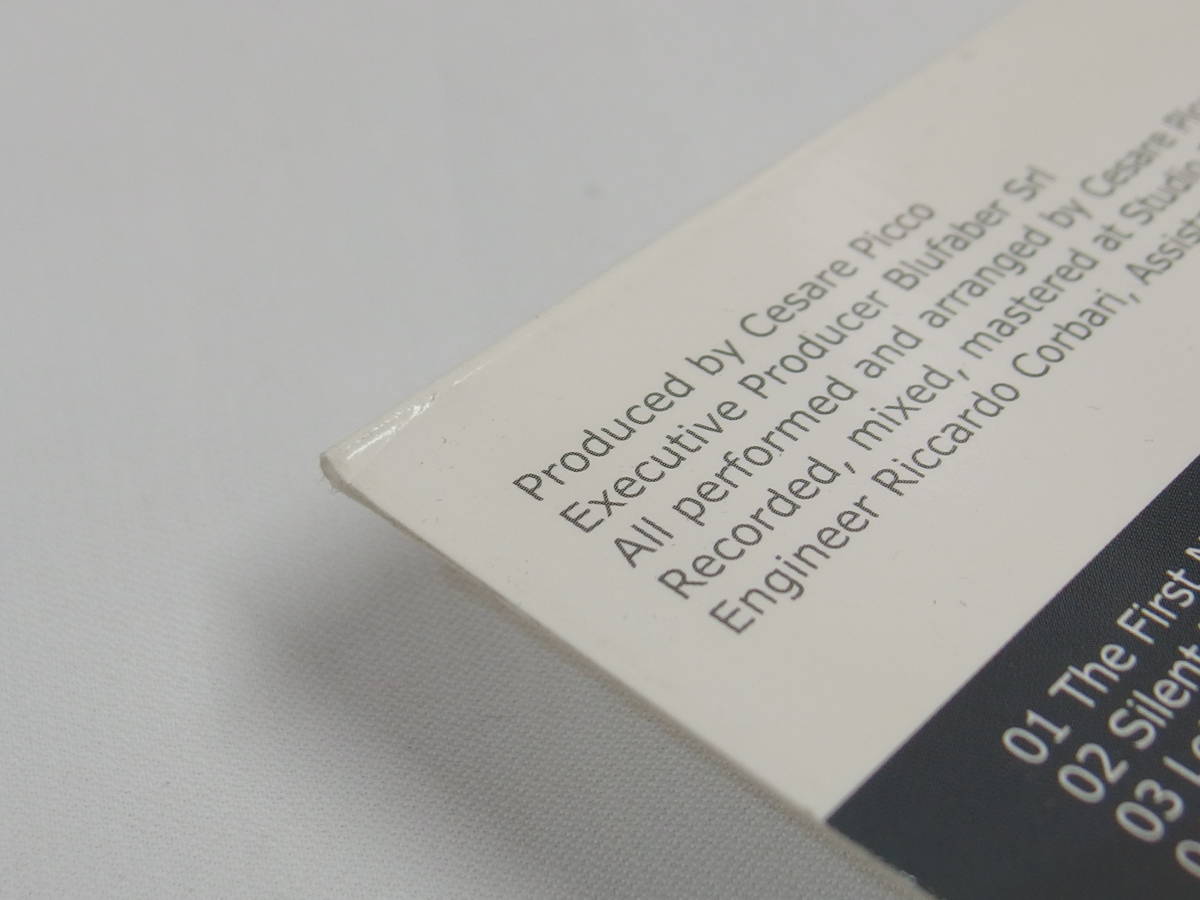 Produced by Cesare Picco
Executive Producer Blufaber Srl
All performed and arranged by Cesare
Recorded, mixed, mastered at Studio
Engineer Riccardo Corbari,
01 The First
02 Silent
03